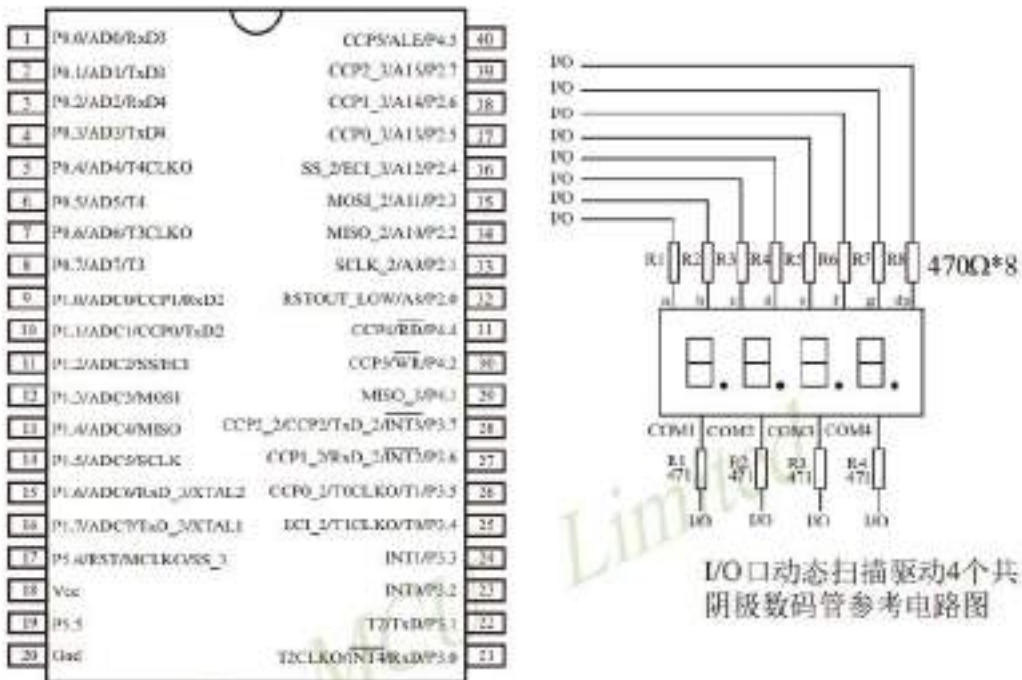 1 P0.0/AD0/RxD3
2 P0.1/AD1/TxD3
3 P0.2/AD2/RxD4
4 P0.3/AD3/TxD4
5 P0.4/AD4/T4CLKO
6 P0.5/AD5/T4
7 P0.6/AD6/T3CLKO
8 P0.7/AD7/T3
9 P1.0/ADC0/CCP1/RxD2
10 P1.1/ADC1/CCP0/TxD2
11 P1.2/ADC2/SS/ECI
12 P1.3/ADC3/MOSI
13 P1.4/ADC4/MISO
14 P1.5/ADC5/SCLK
15 P1.6/ADC6/RxD_3/XTAL2
16 P1.7/ADC7/TxD_3/XTAL1
17 P5.4/RST/MCLKO/SS_3
18 Vcc
19 P5.5
20 Gnd
CCP5/ALE/P4.5 40
CCP2_3/A15/P2.7 39
CCP1_3/A14/P2.6 38
CCP0_3/A13/P2.5 37
SS_2/ECI_3/A12/P2.4 36
MOSI_2/A11/P2.3 35
MISO_2/A10/P2.2 34
SCLK_2/A9/P2.1 33
RSTOUT_LOW/A8/P2.0 32
CCP4/RD/P4.4 31
CCP3/WR/P4.2 30
MISO_3/P4.1 29
CCP2_2/CCP2/TxD_2/INT3/P3.7 28
CCP1_2/RxD_2/INT2/P3.6 27
CCP0_2/T0CLKO/T1/P3.5 26
ECI_2/T1CLKO/T0/P3.4 25
INT1/P3.3 24
INT0/P3.2 23
T2/TxD/P3.1 22
T2CLKO/INT4/RxD/P3.0 21
I/O
I/O
I/O
I/O
I/O
I/O
I/O
I/O
R1 R2 R3 R4 R5 R6 R7 R8 470Ω*8
a b c d e f g dp
8. 8. 8. 8.
COM1 COM2 COM3 COM4
R1 R2 R3 R4
471 471 471 471
I/O I/O I/O I/O
I/O口动态扫描驱动4个共
阴极数码管参考电路图
MCU
Limited